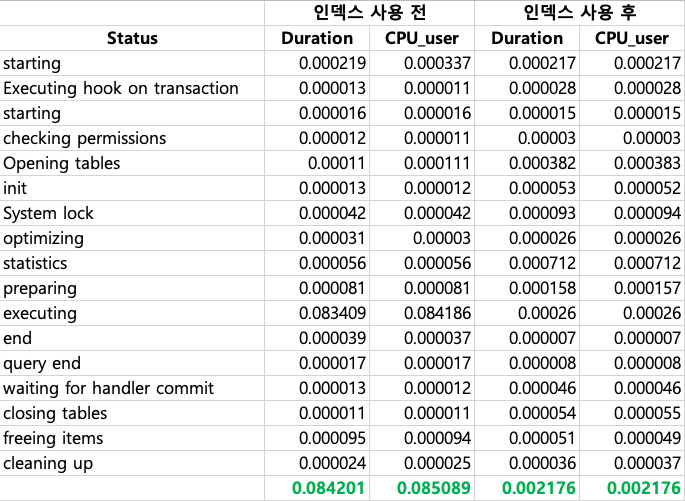 인덱스 사용 전 인덱스 사용 후
Status Duration CPU_user Duration CPU_user
starting 0.000219 0.000337 0.000217 0.000217
Executing hook on transaction 0.000013 0.000011 0.000028 0.000028
starting 0.000016 0.000016 0.000015 0.000015
checking permissions 0.000012 0.000011 0.00003 0.00003
Opening tables 0.00011 0.000111 0.000382 0.000383
init 0.000013 0.000012 0.000053 0.000052
System lock 0.000042 0.000042 0.000093 0.000094
optimizing 0.000031 0.00003 0.000026 0.000026
statistics 0.000056 0.000056 0.000712 0.000712
preparing 0.000081 0.000081 0.000158 0.000157
executing 0.083409 0.084186 0.00026 0.00026
end 0.000039 0.000037 0.000007 0.000007
query end 0.000017 0.000017 0.000008 0.000008
waiting for handler commit 0.000013 0.000012 0.000046 0.000046
closing tables 0.000011 0.000011 0.000054 0.000055
freeing items 0.000095 0.000094 0.000051 0.000049
cleaning up 0.000024 0.000025 0.000036 0.000037
0.084201 0.085089 0.002176 0.002176